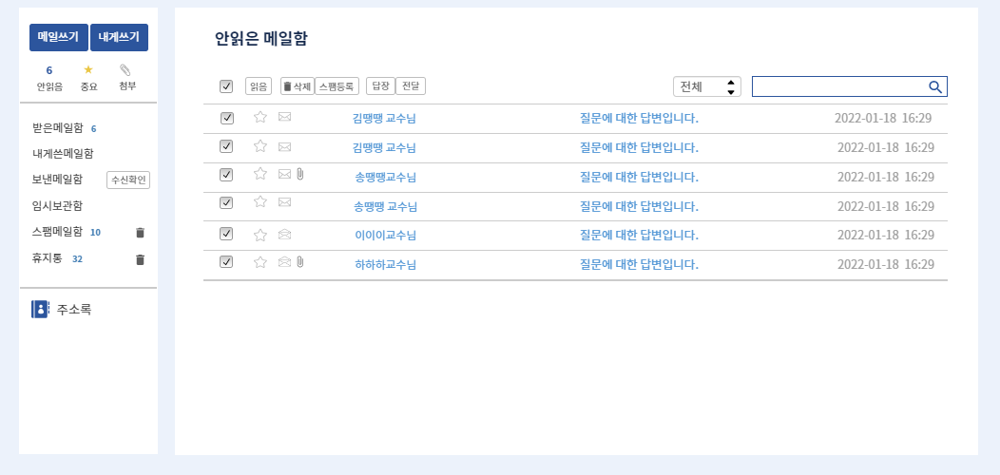 메일쓰기 내게쓰기
6
안읽음 중요 첨부
받은메일함 6
내게쓴메일함
보낸메일함 수신확인
임시보관함
스팸메일함 10
휴지통 32
주소록
안읽은 메일함
읽음 삭제 스팸등록 답장 전달 전체
김땡땡 교수님 질문에 대한 답변입니다. 2022-01-18 16:29
김땡땡 교수님 질문에 대한 답변입니다. 2022-01-18 16:29
송땡땡교수님 질문에 대한 답변입니다. 2022-01-18 16:29
송땡땡 교수님 질문에 대한 답변입니다. 2022-01-18 16:29
이이이교수님 질문에 대한 답변입니다. 2022-01-18 16:29
하하하교수님 질문에 대한 답변입니다. 2022-01-18 16:29